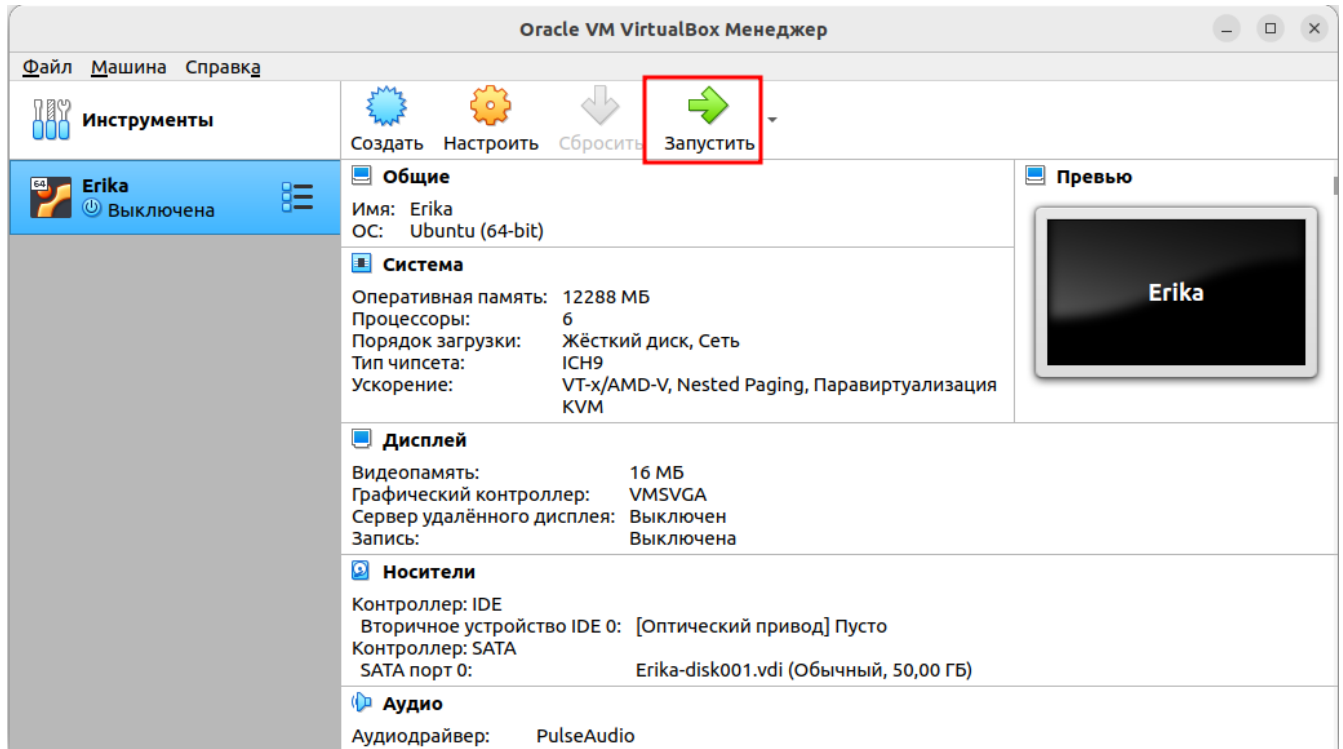 Oracle VM VirtualBox Менеджер
Файл Машина Справка
Инструменты
Создать Настроить Сбросить Запустить
64
Erika
Выключена
Общие
Имя: Erika
ОС: Ubuntu (64-bit)
Превью
Erika
Система
Оперативная память: 12288 МБ
Процессоры: 6
Порядок загрузки: Жёсткий диск, Сеть
Тип чипсета: ICH9
Ускорение: VT-x/AMD-V, Nested Paging, Паравиртуализация
KVM
Дисплей
Видеопамять: 16 МБ
Графический контроллер: VMSVGA
Сервер удалённого дисплея: Выключен
Запись: Выключена
Носители
Контроллер: IDE
Вторичное устройство IDE 0: [Оптический привод] Пусто
Контроллер: SATA
SATA порт 0: Erika-disk001.vdi (Обычный, 50,00 ГБ)
Аудио
Аудиодрайвер: PulseAudio